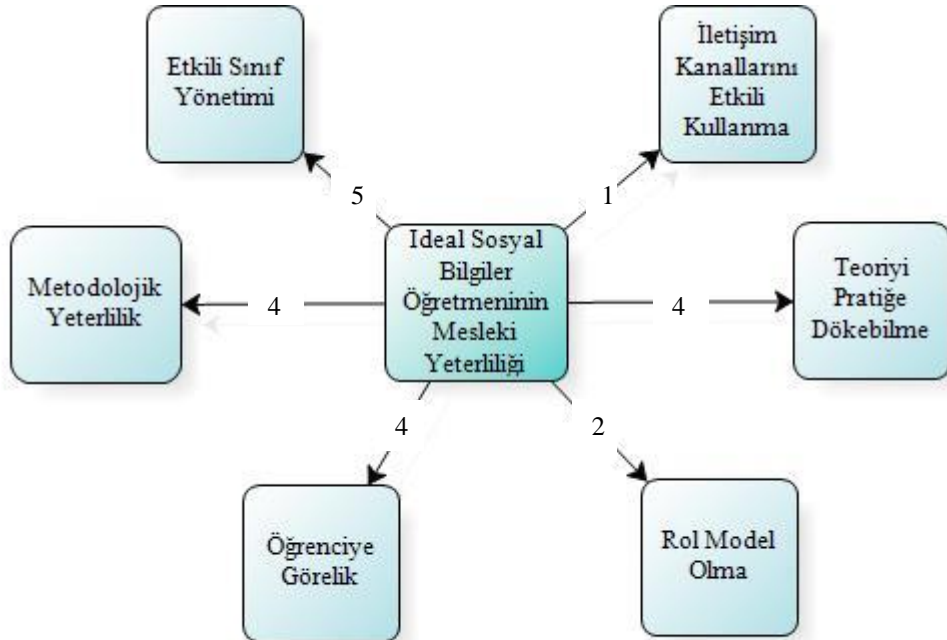 Etkili Sınıf
Yönetimi
İletişim
Kanallarını
Etkili
Kullanma
5
1
İdeal Sosyal
Bilgiler
Öğretmeninin
Mesleki
Yeterliliği
Metodolojik
Yeterlilik
4
4
Teoriyi
Pratiğe
Dökebilme
4
2
Öğrenciye
Görelik
Rol Model
Olma